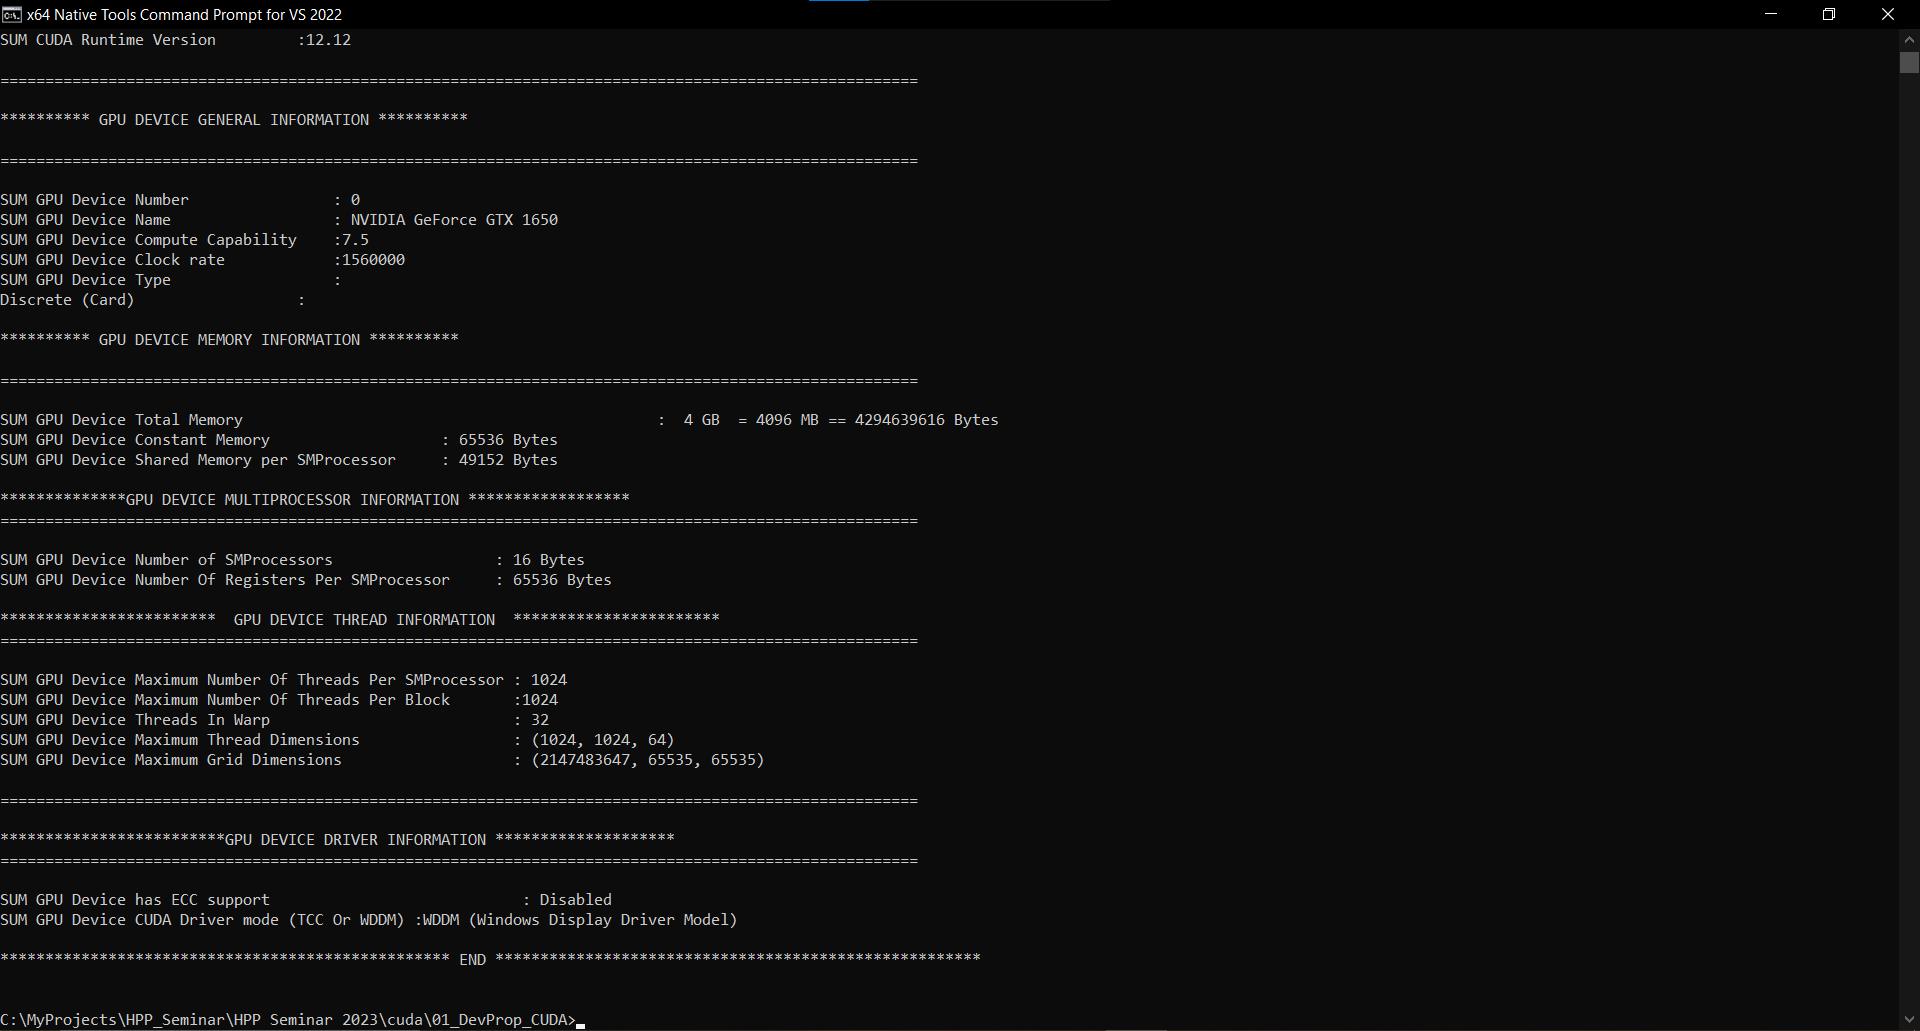 x64 Native Tools Command Prompt for VS 2022
SUM CUDA Runtime Version         :12.12
======================================================================================================
********** GPU DEVICE GENERAL INFORMATION **********
======================================================================================================
SUM GPU Device Number                : 0
SUM GPU Device Name                  : NVIDIA GeForce GTX 1650
SUM GPU Device Compute Capability    :7.5
SUM GPU Device Clock rate            :1560000
SUM GPU Device Type                  :
Discrete (Card)                  :
********** GPU DEVICE MEMORY INFORMATION **********
======================================================================================================
SUM GPU Device Total Memory                                              :  4 GB  = 4096 MB == 4294639616 Bytes
SUM GPU Device Constant Memory                   : 65536 Bytes
SUM GPU Device Shared Memory per SMProcessor     : 49152 Bytes
**************GPU DEVICE MULTIPROCESSOR INFORMATION ******************
======================================================================================================
SUM GPU Device Number of SMProcessors                  : 16 Bytes
SUM GPU Device Number Of Registers Per SMProcessor     : 65536 Bytes
************************  GPU DEVICE THREAD INFORMATION  ***********************
======================================================================================================
SUM GPU Device Maximum Number Of Threads Per SMProcessor : 1024
SUM GPU Device Maximum Number Of Threads Per Block       :1024
SUM GPU Device Threads In Warp                           : 32
SUM GPU Device Maximum Thread Dimensions                 : (1024, 1024, 64)
SUM GPU Device Maximum Grid Dimensions                   : (2147483647, 65535, 65535)
======================================================================================================
*************************GPU DEVICE DRIVER INFORMATION ********************
======================================================================================================
SUM GPU Device has ECC support                            : Disabled
SUM GPU Device CUDA Driver mode (TCC Or WDDM) :WDDM (Windows Display Driver Model)
************************************************** END ******************************************************
C:\MyProjects\HPP_Seminar\HPP Seminar 2023\cuda\01_DevProp_CUDA>